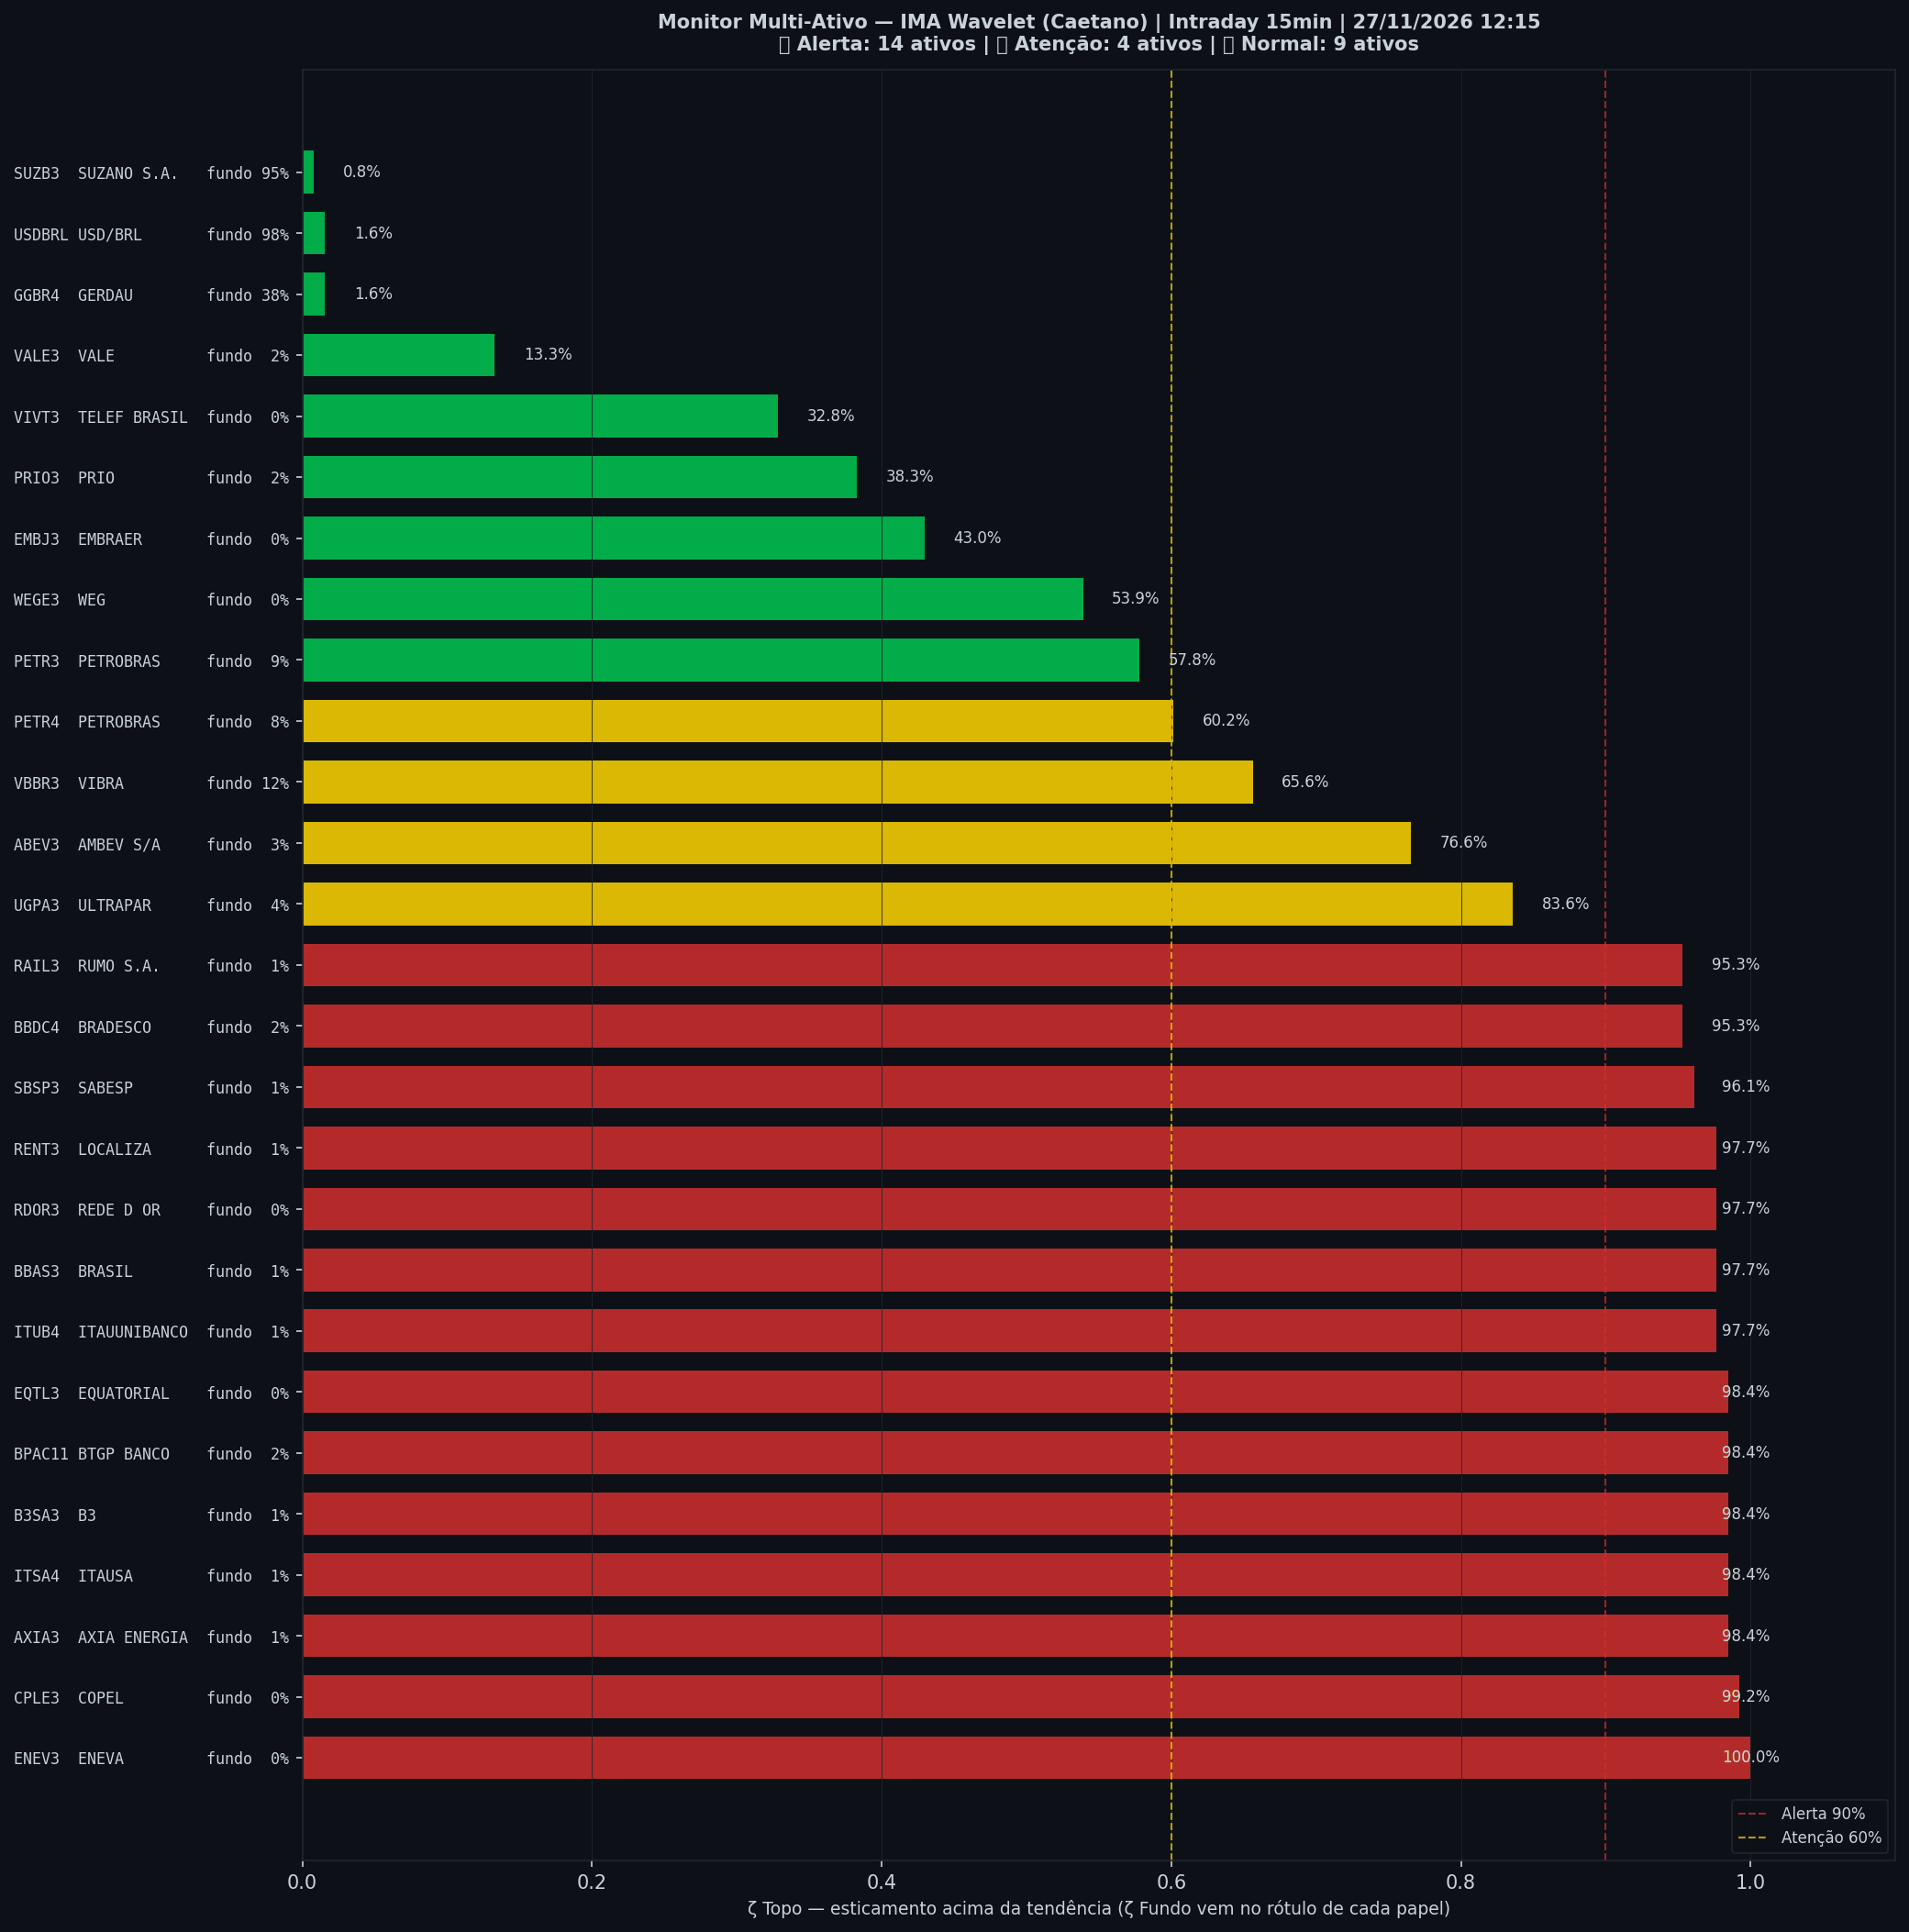 Monitor Multi-Ativo — IMA Wavelet (Caetano) | Intraday 15min | 27/11/2026 12:15
Alerta: 14 ativos | Atenção: 4 ativos | Normal: 9 ativos
SUZB3 SUZANO S.A. fundo 95% 0.8%
USDBRL USD/BRL fundo 98% 1.6%
GGBR4 GERDAU fundo 38% 1.6%
VALE3 VALE fundo 2% 13.3%
VIVT3 TELEF BRASIL fundo 0% 32.8%
PRIO3 PRIO fundo 2% 38.3%
EMBJ3 EMBRAER fundo 0% 43.0%
WEGE3 WEG fundo 0% 53.9%
PETR3 PETROBRAS fundo 9% 57.8%
PETR4 PETROBRAS fundo 8% 60.2%
VBBR3 VIBRA fundo 12% 65.6%
ABEV3 AMBEV S/A fundo 3% 76.6%
UGPA3 ULTRAPAR fundo 4% 83.6%
RAIL3 RUMO S.A. fundo 1% 95.3%
BBDC4 BRADESCO fundo 2% 95.3%
SBSP3 SABESP fundo 1% 96.1%
RENT3 LOCALIZA fundo 1% 97.7%
RDOR3 REDE D OR fundo 0% 97.7%
BBAS3 BRASIL fundo 1% 97.7%
ITUB4 ITAUUNIBANCO fundo 1% 97.7%
EQTL3 EQUATORIAL fundo 0% 98.4%
BPAC11 BTGP BANCO fundo 2% 98.4%
B3SA3 B3 fundo 1% 98.4%
ITSA4 ITAUSA fundo 1% 98.4%
AXIA3 AXIA ENERGIA fundo 1% 98.4%
CPLE3 COPEL fundo 0% 99.2%
ENEV3 ENEVA fundo 0% 100.0%
Alerta 90%
Atenção 60%
0.0 0.2 0.4 0.6 0.8 1.0
ζ Topo — esticamento acima da tendência (ζ Fundo vem no rótulo de cada papel)